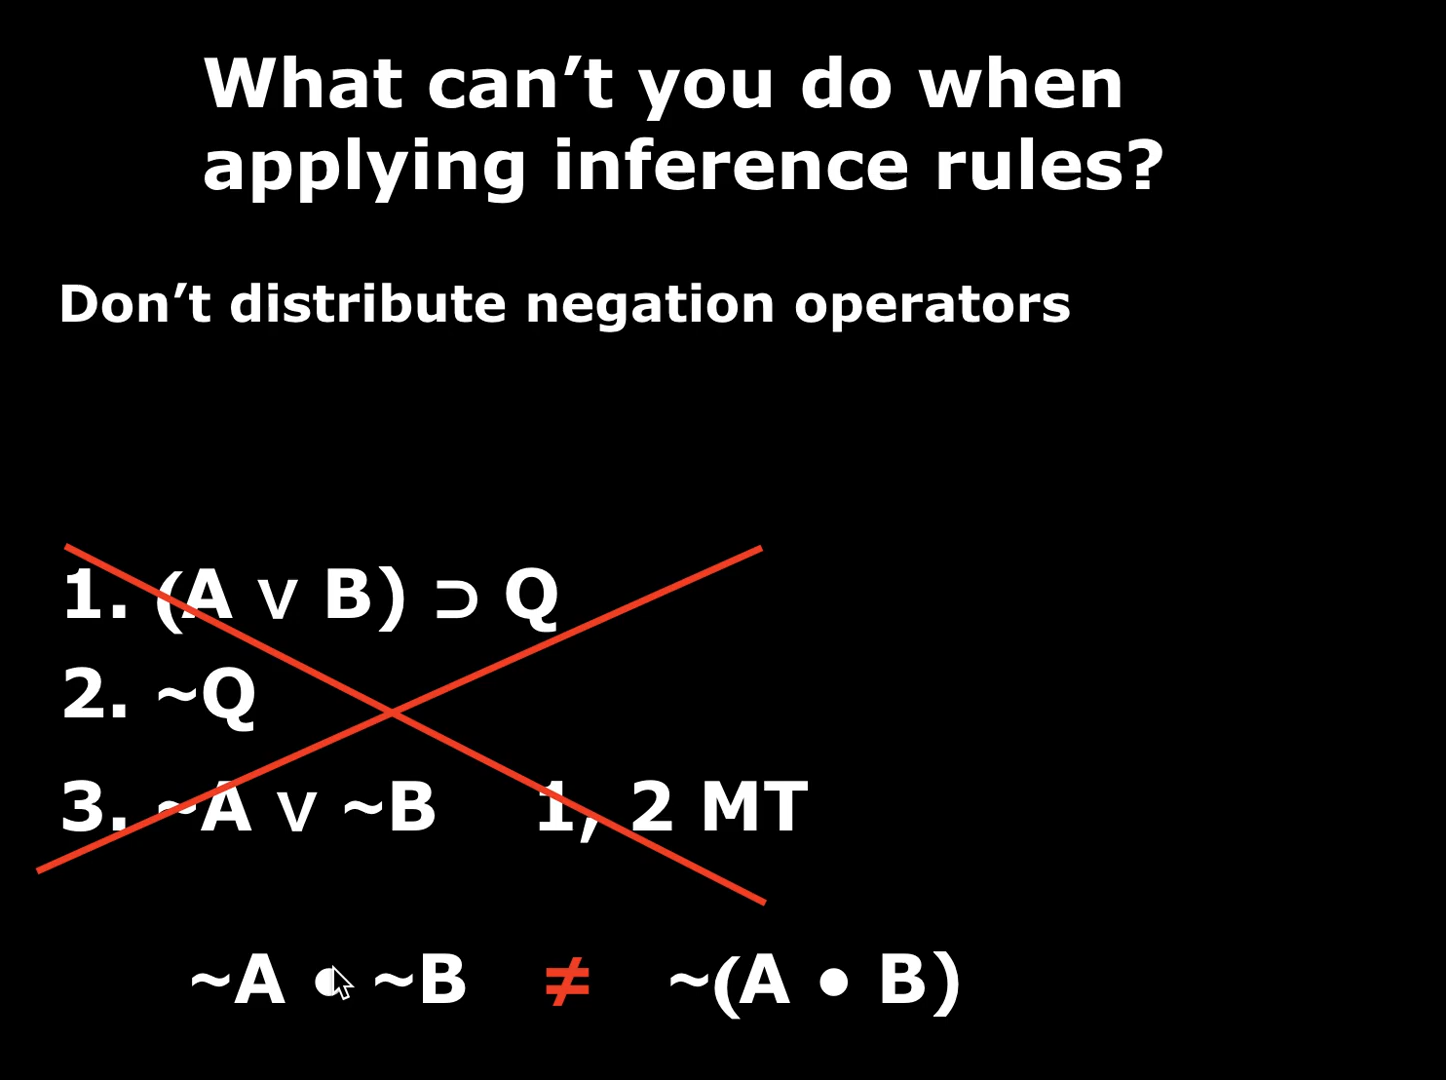 What can’t you do when
applying inference rules?
Don’t distribute negation operators
1. (A ∨ B) ⊃ Q
2. ~Q
3. ~A ∨ ~B 1, 2 MT
~A • ~B ≠ ~(A • B)